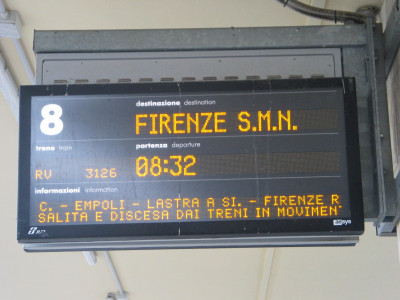 8
destinazione destination
FIRENZE S.M.N.
treno train
partenza departure
RV 3126
08:32
informazioni information
C. - EMPOLI - LASTRA A SI. - FIRENZE R
SALITA E DISCESA DAI TRENI IN MOVIMEN